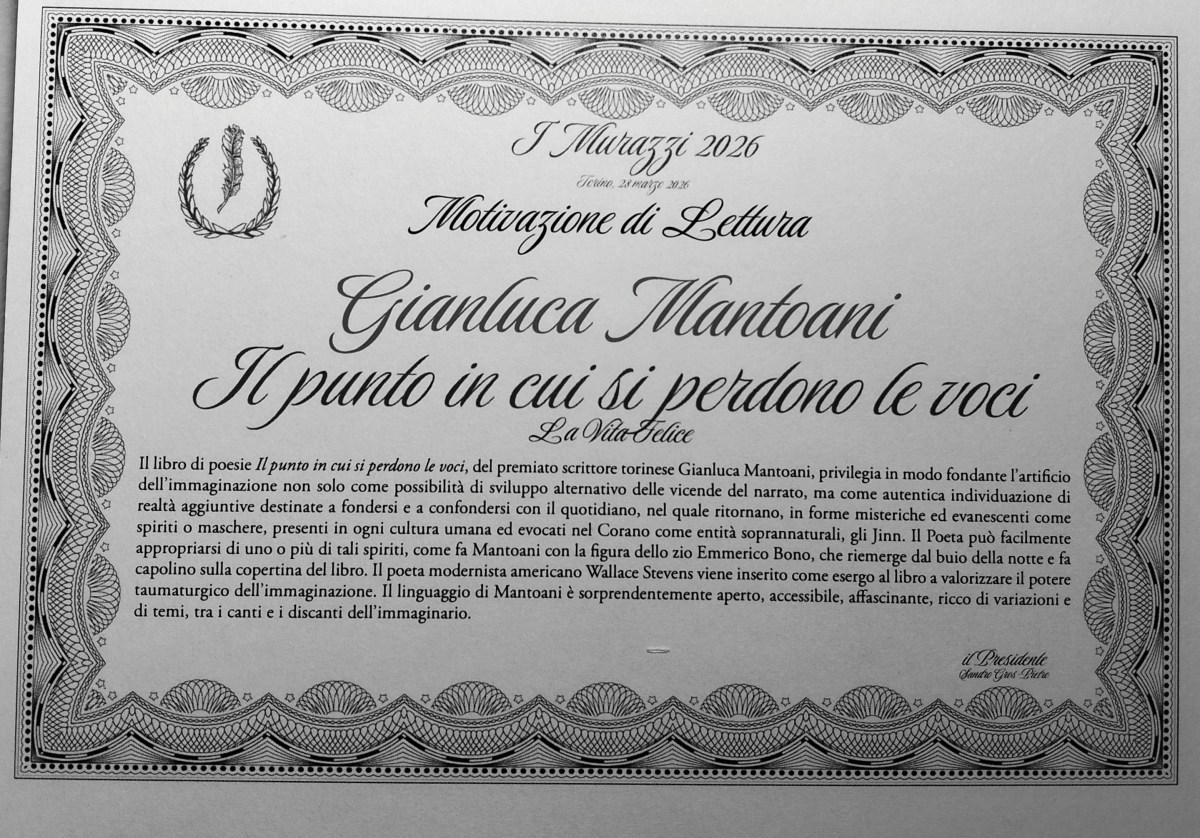 I Murazzi 2026
Torino, 28 marzo 2026
Motivazione di Lettura
Gianluca Mantoani
Il punto in cui si perdono le voci
La Vita Felice
Il libro di poesie Il punto in cui si perdono le voci, del premiato scrittore torinese Gianluca Mantoani, privilegia in modo fondante l'artificio
dell'immaginazione non solo come possibilità di sviluppo alternativo delle vicende del narrato, ma come autentica individuazione di
realtà aggiuntive destinate a fondersi e a confondersi con il quotidiano, nel quale ritornano, in forme misteriche ed evanescenti come
spiriti o maschere, presenti in ogni cultura umana ed evocati nel Corano come entità soprannaturali, gli Jinn. Il Poeta può facilmente
appropriarsi di uno o più di tali spiriti, come fa Mantoani con la figura dello zio Emmerico Bono, che riemerge dal buio della notte e fa
capolino sulla copertina del libro. Il poeta modernista americano Wallace Stevens viene inserito come esergo al libro a valorizzare il potere
taumaturgico dell'immaginazione. Il linguaggio di Mantoani è sorprendentemente aperto, accessibile, affascinante, ricco di variazioni e
di temi, tra i canti e i discanti dell'immaginario.
il Presidente
Sandro Gros-Pietro